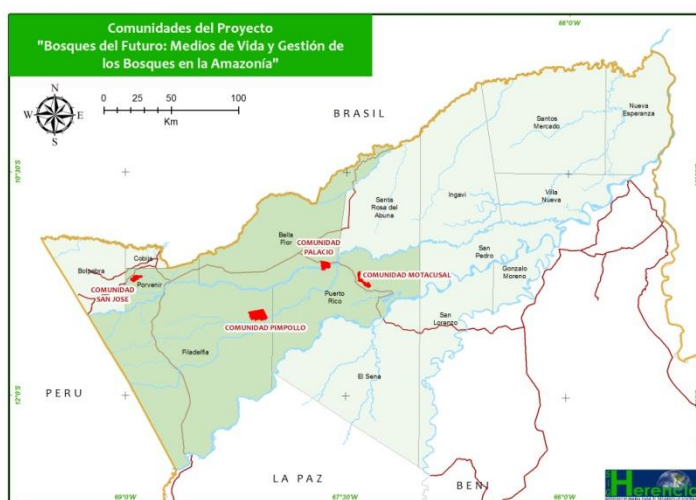 Comunidades del Proyecto
"Bosques del Futuro: Medios de Vida y Gestión de
los Bosques en la Amazonía"
66°0'W
N
W E
S
0 25 50 100
Km
BRASIL
Nueva
Esperanza
Santos
Mercado
10°30'S
Santa
Rosa del
Abuna
Ingavi
Villa
Nueva
Bella
Flor
COMUNIDAD
PALACIO
San
Pedro
Cobija
Bolpebra
COMUNIDAD MOTACUSAL
Gonzalo
Moreno
Porvenir
COMUNIDAD
SAN JOSE
Puerto
Rico
San
Lorenzo
COMUNIDAD PIMPOLLO
Filadelfia
El Sena
PERU
12°0'S
LA PAZ
BENI
Herencia
69°0'W
67°30'W
66°0'W